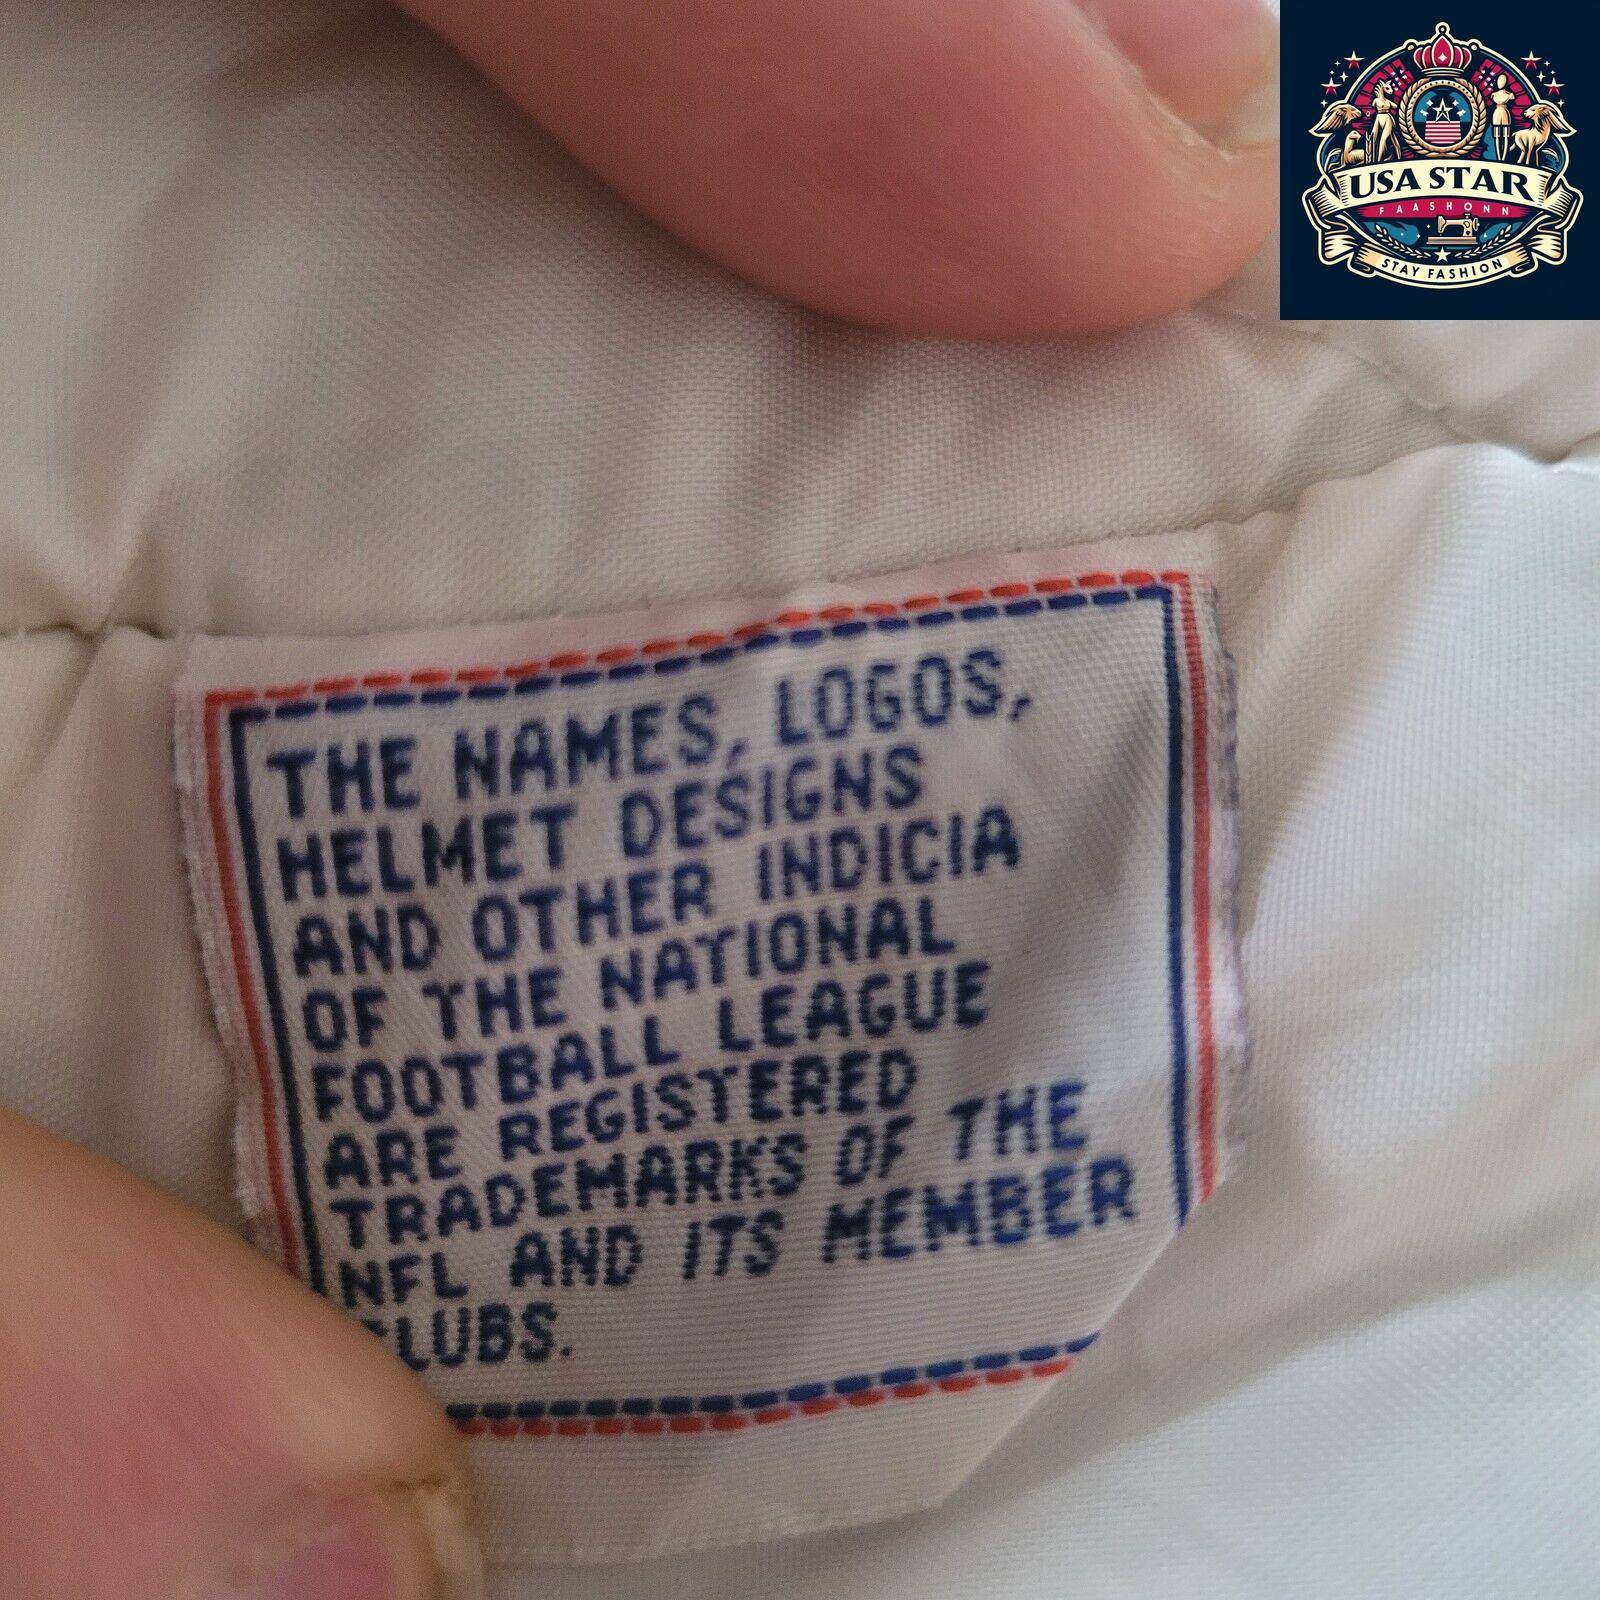 USA STAR
FAASHONN
STAY FASHION
THE NAMES, LOGOS,
HELMET DESIGNS
AND OTHER INDICIA
OF THE NATIONAL
FOOTBALL LEAGUE
ARE REGISTERED
TRADEMARKS OF THE
NFL AND ITS MEMBER
CLUBS.